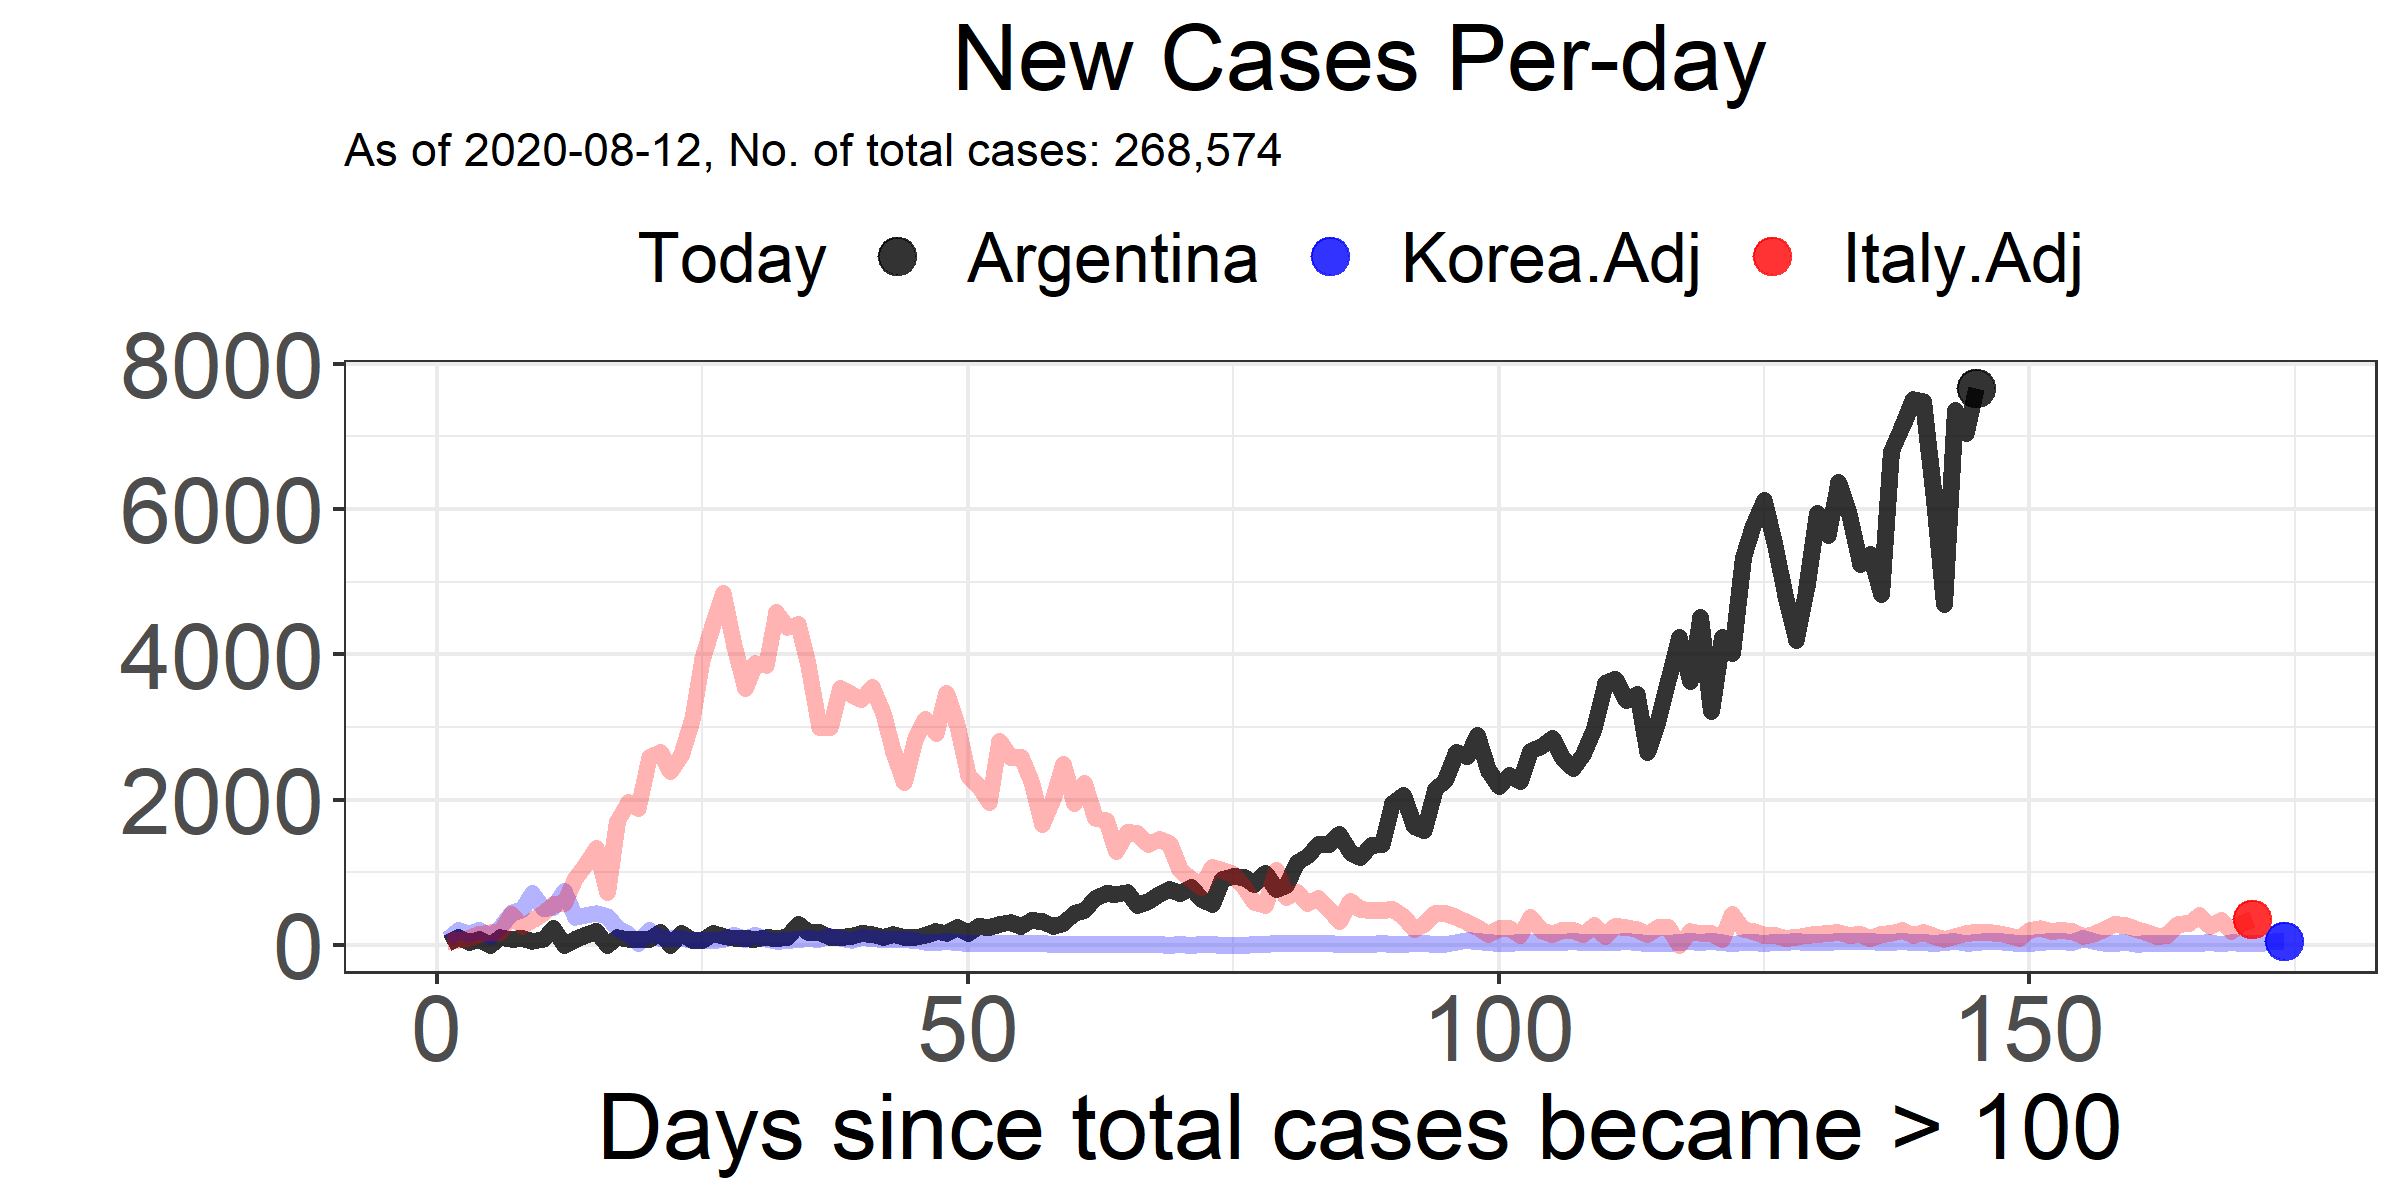 New Cases Per-day
As of 2020-08-12, No. of total cases: 268,574
Today Argentina Korea.Adj Italy.Adj
8000
6000
4000
2000
0
0 50 100 150
Days since total cases became > 100